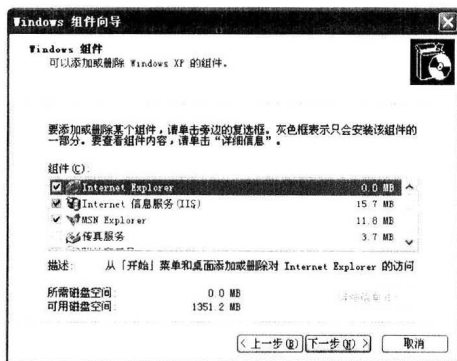 Windows 组件向导
Windows 组件
可以添加或删除 Windows XP 的组件。
要添加或删除某个组件，请单击旁边的复选框。灰色框表示只会安装该组件的
一部分。要查看组件内容，请单击“详细信息”。
组件(C):
Internet Explorer 0.0 MB
Internet 信息服务(IIS) 15.7 MB
MSN Explorer 11.8 MB
传真服务 3.7 MB
描述: 从「开始」菜单和桌面添加或删除对 Internet Explorer 的访问
所需磁盘空间: 0.0 MB
可用磁盘空间: 1351.2 MB
< 上一步(B) 下一步(N) > 取消